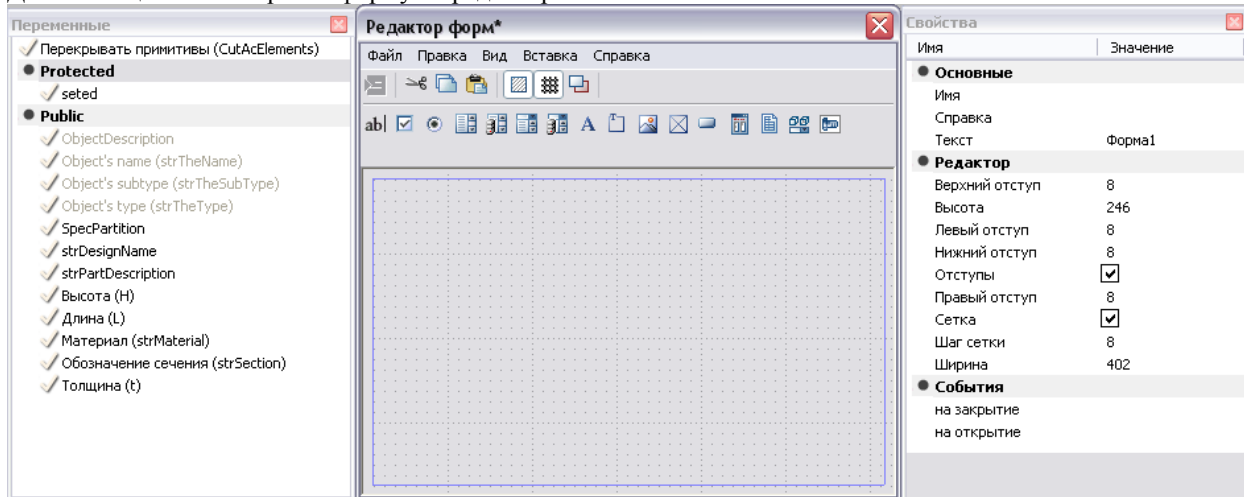 Переменные
Перекрывать примитивы (CutAcElements)
Protected
seted
Public
ObjectDescription
Object's name (strTheName)
Object's subtype (strTheSubType)
Object's type (strTheType)
SpecPartition
strDesignName
strPartDescription
Высота (H)
Длина (L)
Материал (strMaterial)
Обозначение сечения (strSection)
Толщина (t)
Редактор форм*
Файл Правка Вид Вставка Справка
ab
A
Свойства
Имя Значение
Основные
Имя
Справка
Текст Форма1
Редактор
Верхний отступ 8
Высота 246
Левый отступ 8
Нижний отступ 8
Отступы
Правый отступ 8
Сетка
Шаг сетки 8
Ширина 402
События
на закрытие
на открытие